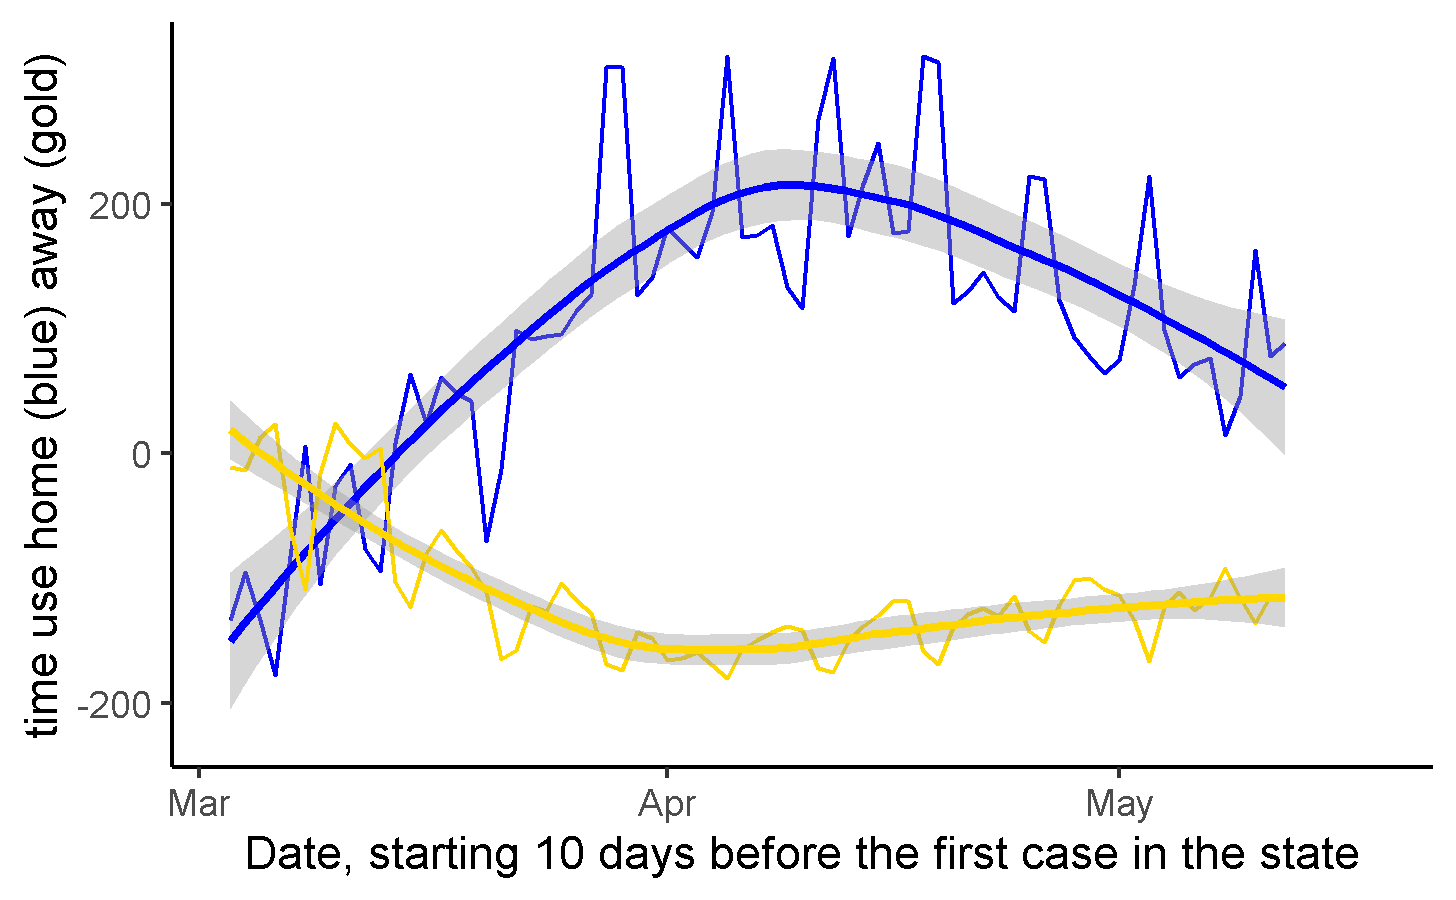 time use home (blue) away (gold)
200
0
-200
Mar
Apr
May
Date, starting 10 days before the first case in the state